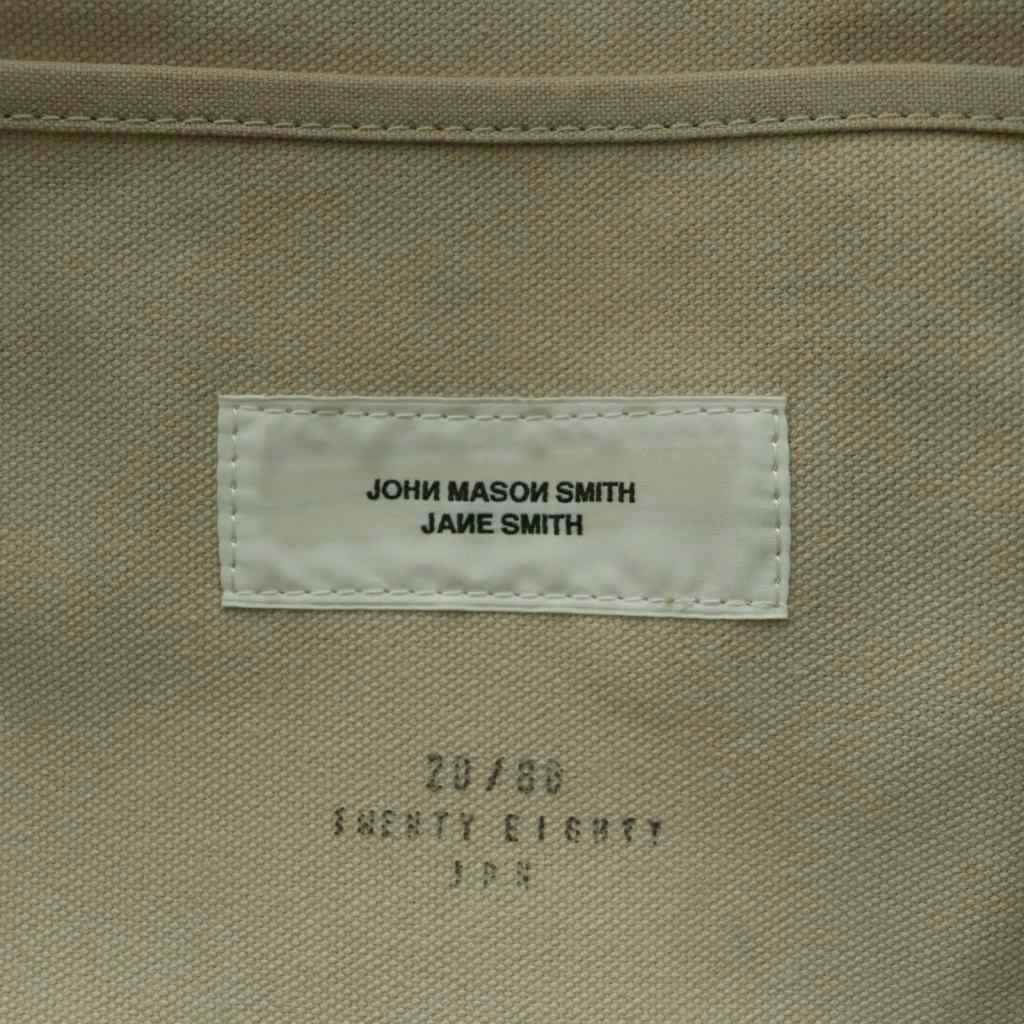 JOHИ MASOИ SMITH
JAИE SMITH
20/80
TWENTY EIGHTY
JPN